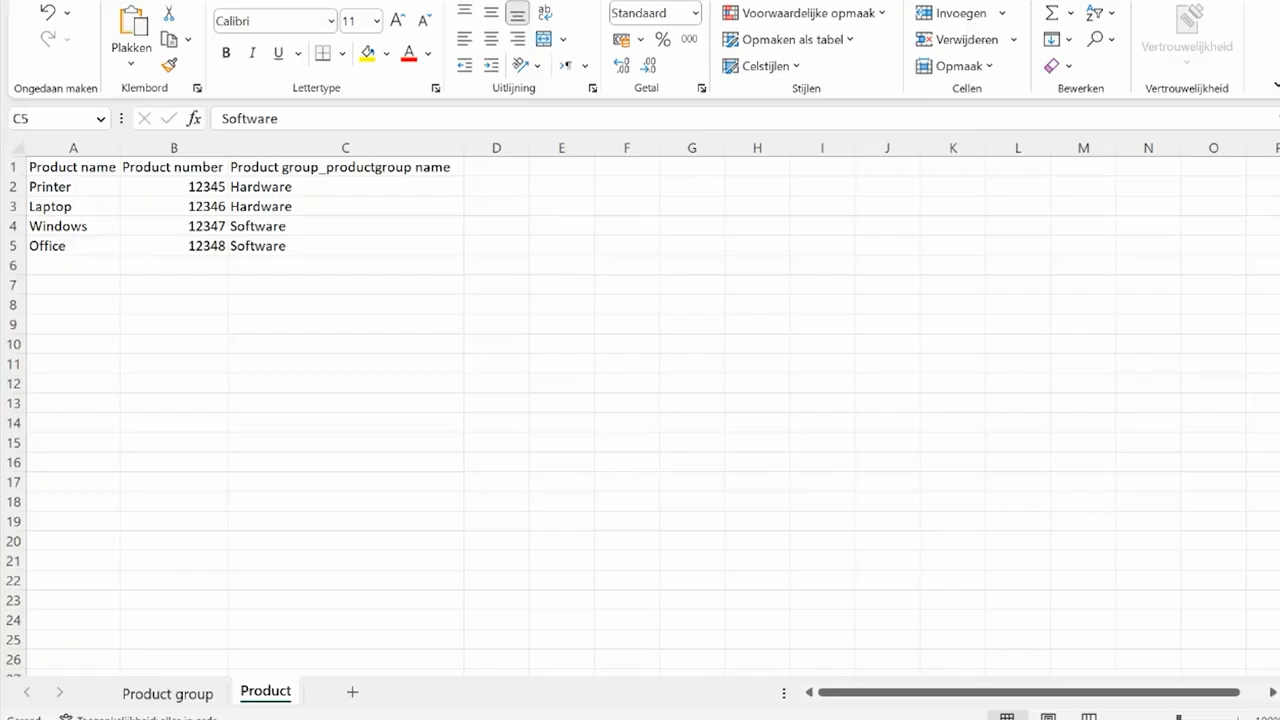 Calibri 11
Standaard
Voorwaardelijke opmaak
Invoegen
Plakken
B I U
A
% 000
Opmaken als tabel
Verwijderen
Vertrouwelijkheid
Celstijlen
Opmaak
Ongedaan maken Klembord Lettertype Uitlijning Getal Stijlen Cellen Bewerken Vertrouwelijkheid
C5 fx Software
A B C D E F G H I J K L M N O P
1 Product name Product number Product group_productgroup name
2 Printer 12345 Hardware
3 Laptop 12346 Hardware
4 Windows 12347 Software
5 Office 12348 Software
6
7
8
9
10
11
12
13
14
15
16
17
18
19
20
21
22
23
24
25
26
Product group Product